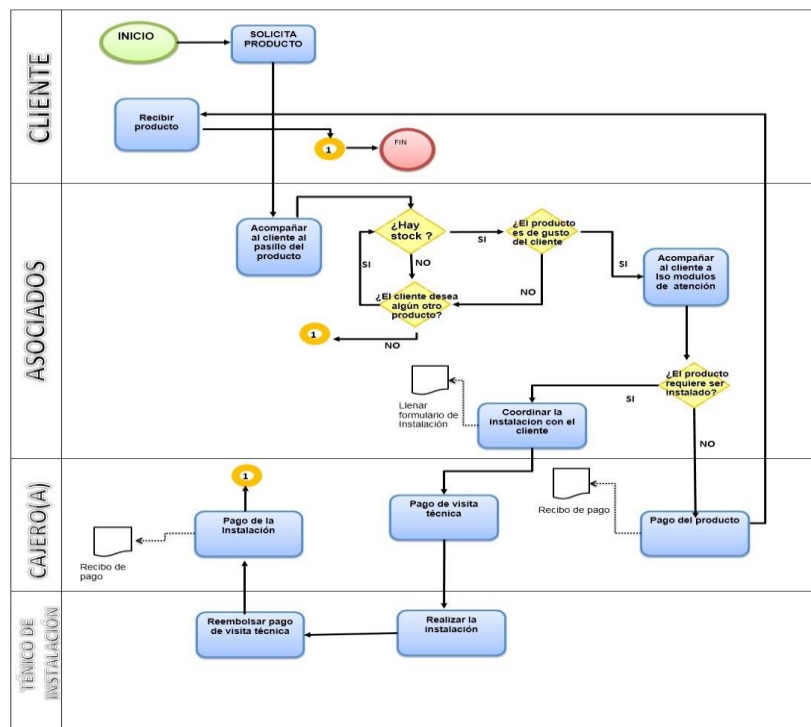 CLIENTE
INICIO
SOLICITA
PRODUCTO
Recibir
producto
1
FIN
ASOCIADOS
Acompañar
al cliente al
pasillo del
producto
¿Hay
stock ?
SI
¿El producto
es de gusto
del cliente
SI
Acompañar
al cliente a
lso modulos
de atención
SI
NO
NO
¿El cliente desea
algún otro
producto?
1
NO
¿El producto
requiere ser
instalado?
SI
NO
Llenar
formulario de
Instalación
Coordinar la
instalacion con el
cliente
CAJERO(A)
1
Pago de la
Instalación
Recibo de
pago
Pago de visita
técnica
Recibo de pago
Pago del producto
TÉNICO DE
INSTALACIÓN
Reembolsar pago
de visita técnica
Realizar la
instalación